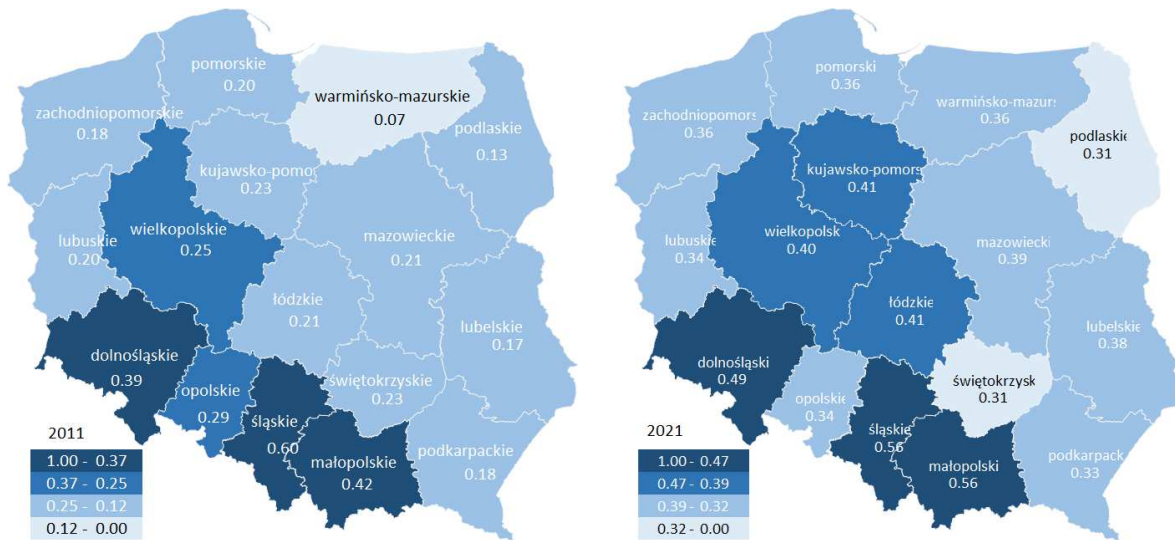 pomorskie
0.20
warmińsko-mazurskie
0.07
zachodniopomorskie
0.18
podlaskie
0.13
kujawsko-pomor
0.23
wielkopolskie
0.25
mazowieckie
0.21
lubuskie
0.20
łódzkie
0.21
lubelskie
0.17
dolnośląskie
0.39
opolskie
0.29
świętokrzyskie
0.23
śląskie
0.60
małopolskie
0.42
podkarpackie
0.18
2011
1.00 - 0.37
0.37 - 0.25
0.25 - 0.12
0.12 - 0.00
pomorski
0.36
warmińsko-mazurs
0.36
zachodniopomors
0.36
podlaskie
0.31
kujawsko-pomors
0.41
wielkopolsk
0.40
mazowiecki
0.39
lubuskie
0.34
łódzkie
0.41
lubelskie
0.38
dolnośląski
0.49
opolskie
0.34
świętokrzysk
0.31
śląskie
0.56
małopolski
0.56
podkarpack
0.33
2021
1.00 - 0.47
0.47 - 0.39
0.39 - 0.32
0.32 - 0.00